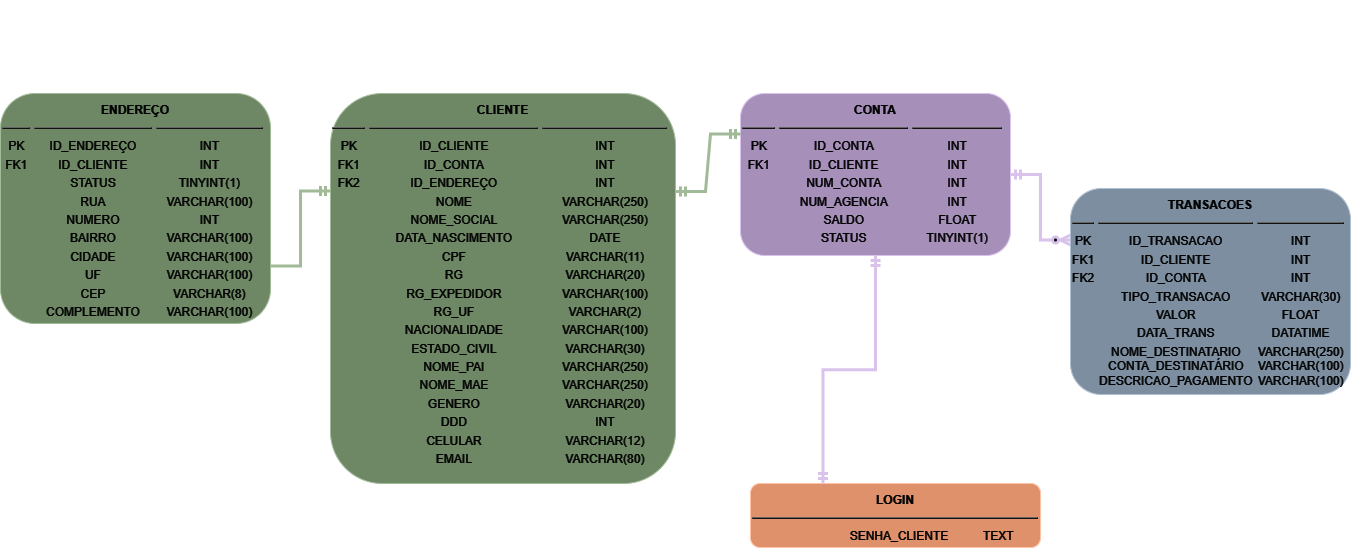 ENDEREÇO
PK ID_ENDEREÇO INT
FK1 ID_CLIENTE INT
STATUS TINYINT(1)
RUA VARCHAR(100)
NUMERO INT
BAIRRO VARCHAR(100)
CIDADE VARCHAR(100)
UF VARCHAR(100)
CEP VARCHAR(8)
COMPLEMENTO VARCHAR(100)
CLIENTE
PK ID_CLIENTE INT
FK1 ID_CONTA INT
FK2 ID_ENDEREÇO INT
NOME VARCHAR(250)
NOME_SOCIAL VARCHAR(250)
DATA_NASCIMENTO DATE
CPF VARCHAR(11)
RG VARCHAR(20)
RG_EXPEDIDOR VARCHAR(100)
RG_UF VARCHAR(2)
NACIONALIDADE VARCHAR(100)
ESTADO_CIVIL VARCHAR(30)
NOME_PAI VARCHAR(250)
NOME_MAE VARCHAR(250)
GENERO VARCHAR(20)
DDD INT
CELULAR VARCHAR(12)
EMAIL VARCHAR(80)
CONTA
PK ID_CONTA INT
FK1 ID_CLIENTE INT
NUM_CONTA INT
NUM_AGENCIA INT
SALDO FLOAT
STATUS TINYINT(1)
TRANSACOES
PK ID_TRANSACAO INT
FK1 ID_CLIENTE INT
FK2 ID_CONTA INT
TIPO_TRANSACAO VARCHAR(30)
VALOR FLOAT
DATA_TRANS DATATIME
NOME_DESTINATARIO VARCHAR(250)
CONTA_DESTINATÁRIO VARCHAR(100)
DESCRICAO_PAGAMENTO VARCHAR(100)
LOGIN
SENHA_CLIENTE TEXT